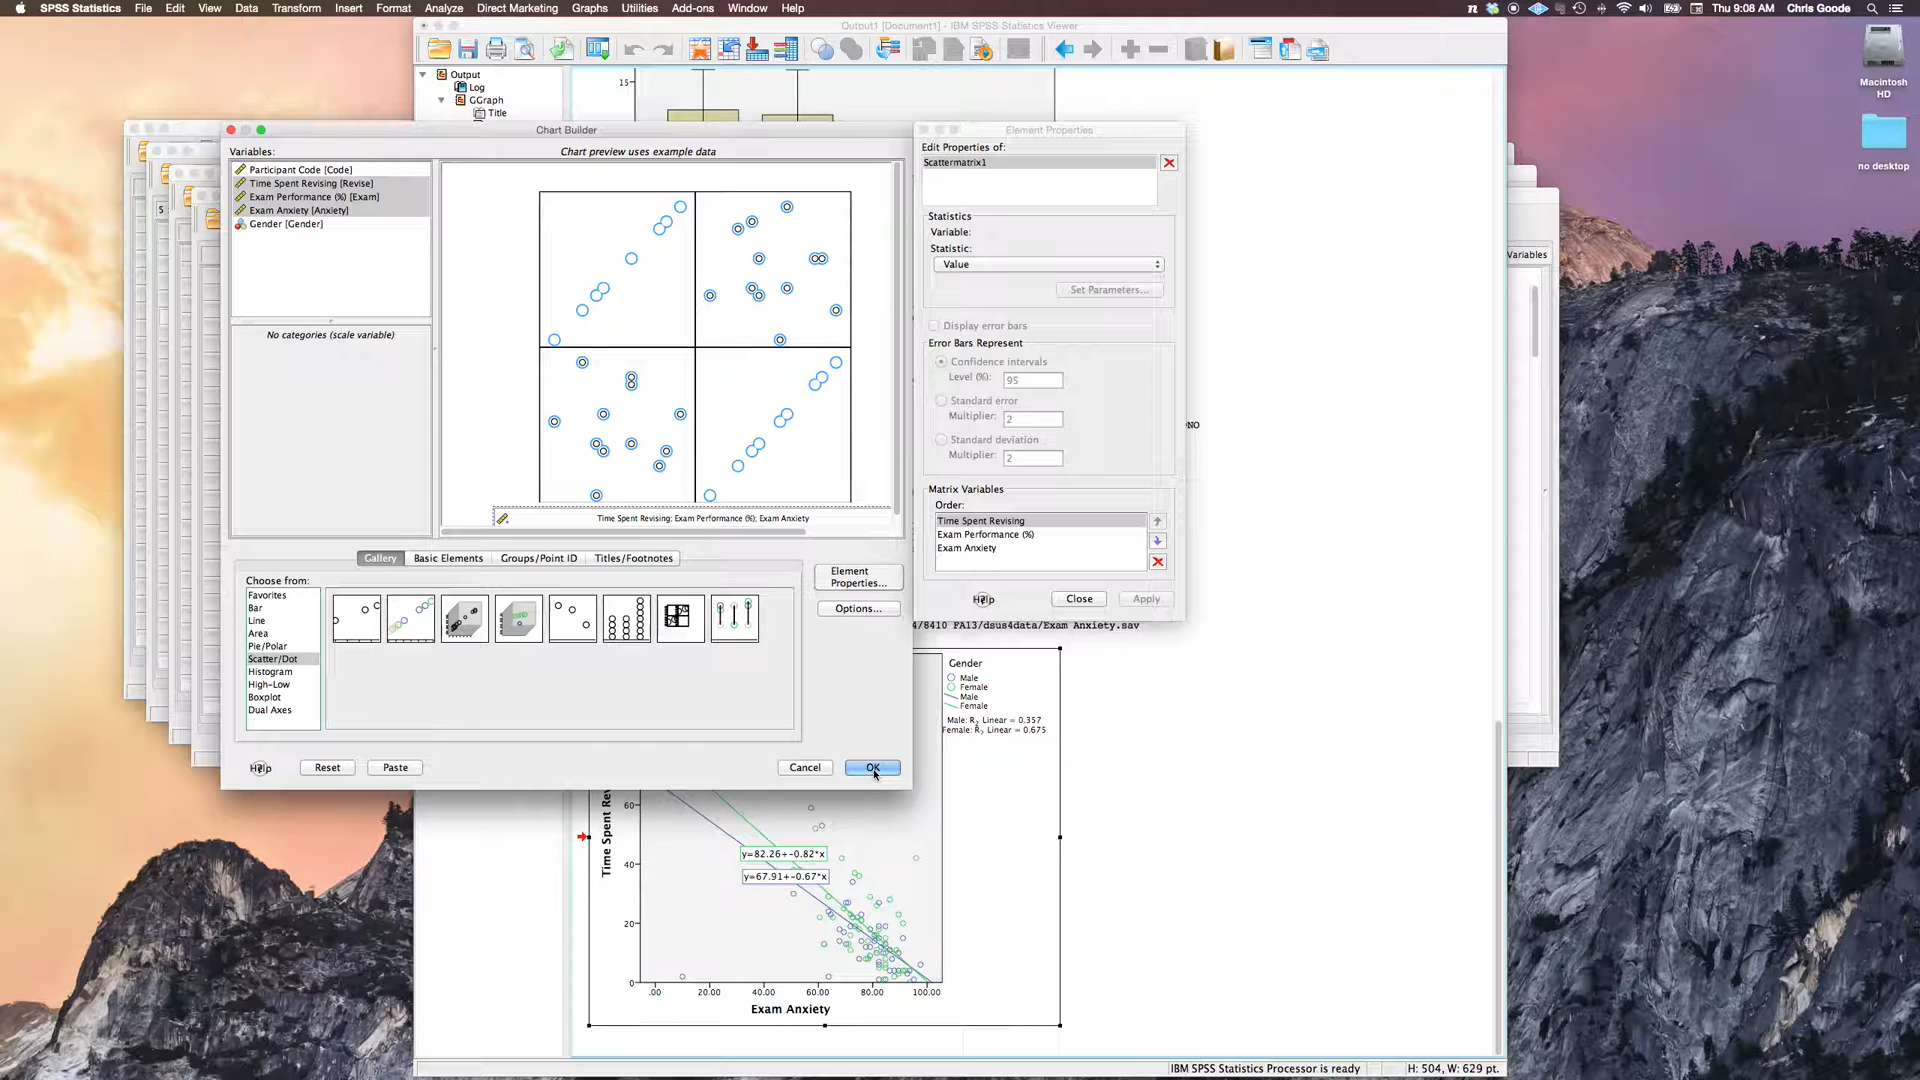 SPSS Statistics File Edit View Data Transform Insert Format Analyze Direct Marketing Graphs Utilities Add-ons Window Help Thu 9:08 AM Chris Goode
Output1 [Document1] - IBM SPSS Statistics Viewer
Macintosh HD
no desktop
Output
Log
GGraph
Title
15
Chart Builder
Variables:
Chart preview uses example data
Participant Code [Code]
Time Spent Revising [Revise]
Exam Performance (%) [Exam]
Exam Anxiety [Anxiety]
Gender [Gender]
No categories (scale variable)
Time Spent Revising; Exam Performance (%); Exam Anxiety
Gallery Basic Elements Groups/Point ID Titles/Footnotes
Choose from:
Favorites
Bar
Line
Area
Pie/Polar
Scatter/Dot
Histogram
High-Low
Boxplot
Dual Axes
Element Properties...
Options...
Help Reset Paste Cancel OK
Element Properties
Edit Properties of:
Scattermatrix1
Statistics
Variable:
Statistic:
Value
Set Parameters...
Display error bars
Error Bars Represent
Confidence intervals
Level (%): 95
Standard error
Multiplier: 2
Standard deviation
Multiplier: 2
Matrix Variables
Order:
Time Spent Revising
Exam Performance (%)
Exam Anxiety
Help Close Apply
5
Variables
NO
4/8410 FA13/dsus4data/Exam Anxiety.sav
Gender
Male
Female
Male
Female
Male: R2 Linear = 0.357
Female: R2 Linear = 0.675
Time Spent Rev
60
40
20
0
y=82.26+-0.82*x
y=67.91+-0.67*x
.00 20.00 40.00 60.00 80.00 100.00
Exam Anxiety
IBM SPSS Statistics Processor is ready H: 504, W: 629 pt.